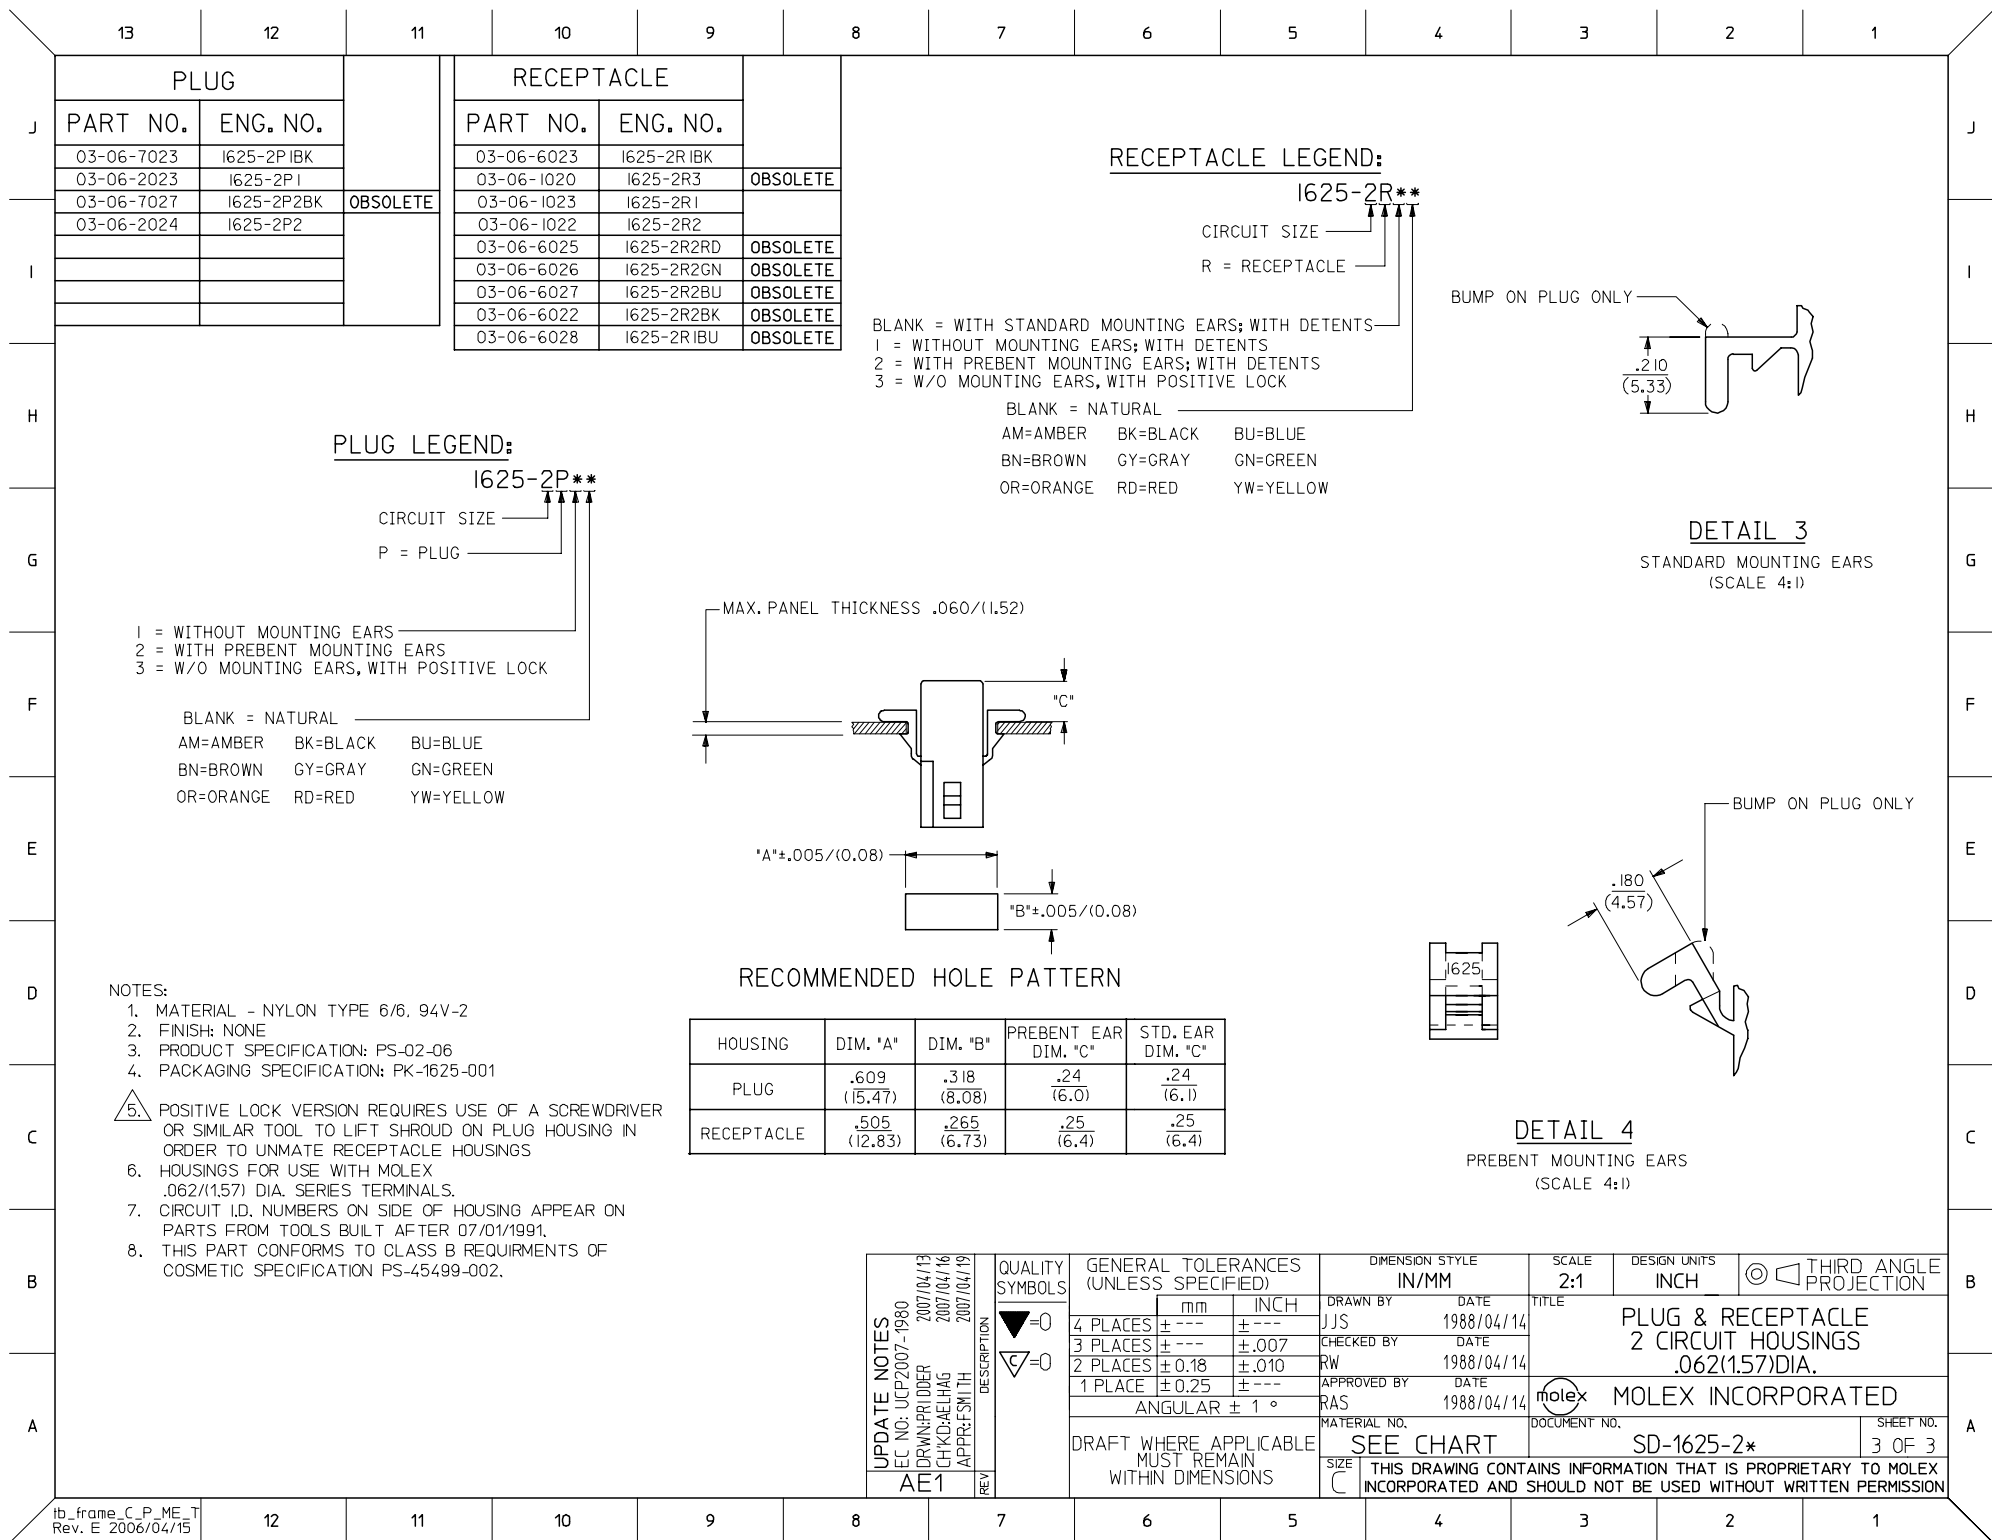 13 12 11 10 9 8 7 6 5 4 3 2 1
J
I
H
G
F
E
D
C
B
A
PLUG
PART NO. ENG. NO.
03-06-7023 1625-2P1BK
03-06-2023 1625-2P1
03-06-7027 1625-2P2BK OBSOLETE
03-06-2024 1625-2P2
RECEPTACLE
PART NO. ENG. NO.
03-06-6023 1625-2R1BK
03-06-1020 1625-2R3 OBSOLETE
03-06-1023 1625-2R1
03-06-1022 1625-2R2
03-06-6025 1625-2R2RD OBSOLETE
03-06-6026 1625-2R2GN OBSOLETE
03-06-6027 1625-2R2BU OBSOLETE
03-06-6022 1625-2R2BK OBSOLETE
03-06-6028 1625-2R1BU OBSOLETE
RECEPTACLE LEGEND:
1625-2R**
CIRCUIT SIZE
R = RECEPTACLE
BLANK = WITH STANDARD MOUNTING EARS; WITH DETENTS
1 = WITHOUT MOUNTING EARS; WITH DETENTS
2 = WITH PREBENT MOUNTING EARS; WITH DETENTS
3 = W/O MOUNTING EARS, WITH POSITIVE LOCK
BLANK = NATURAL
AM=AMBER BK=BLACK BU=BLUE
BN=BROWN GY=GRAY GN=GREEN
OR=ORANGE RD=RED YW=YELLOW
BUMP ON PLUG ONLY
.210
(5.33)
DETAIL 3
STANDARD MOUNTING EARS
(SCALE 4:1)
PLUG LEGEND:
1625-2P**
CIRCUIT SIZE
P = PLUG
1 = WITHOUT MOUNTING EARS
2 = WITH PREBENT MOUNTING EARS
3 = W/O MOUNTING EARS, WITH POSITIVE LOCK
BLANK = NATURAL
AM=AMBER BK=BLACK BU=BLUE
BN=BROWN GY=GRAY GN=GREEN
OR=ORANGE RD=RED YW=YELLOW
MAX. PANEL THICKNESS .060/(1.52)
"C"
"A"±.005/(0.08)
"B"±.005/(0.08)
RECOMMENDED HOLE PATTERN
HOUSING DIM. "A" DIM. "B" PREBENT EAR DIM. "C" STD. EAR DIM. "C"
PLUG .609 (15.47) .318 (8.08) .24 (6.0) .24 (6.1)
RECEPTACLE .505 (12.83) .265 (6.73) .25 (6.4) .25 (6.4)
BUMP ON PLUG ONLY
.180
(4.57)
1625
DETAIL 4
PREBENT MOUNTING EARS
(SCALE 4:1)
NOTES:
1. MATERIAL - NYLON TYPE 6/6, 94V-2
2. FINISH: NONE
3. PRODUCT SPECIFICATION: PS-02-06
4. PACKAGING SPECIFICATION: PK-1625-001
5. POSITIVE LOCK VERSION REQUIRES USE OF A SCREWDRIVER
OR SIMILAR TOOL TO LIFT SHROUD ON PLUG HOUSING IN
ORDER TO UNMATE RECEPTACLE HOUSINGS
6. HOUSINGS FOR USE WITH MOLEX
.062/(1.57) DIA. SERIES TERMINALS.
7. CIRCUIT I.D. NUMBERS ON SIDE OF HOUSING APPEAR ON
PARTS FROM TOOLS BUILT AFTER 07/01/1991.
8. THIS PART CONFORMS TO CLASS B REQUIRMENTS OF
COSMETIC SPECIFICATION PS-45499-002.
UPDATE NOTES
EC NO: UCP2007-1980
DRWN:PRIDDER 2007/04/13
CH'KD:AELHAG 2007/04/16
APPR:FSMITH 2007/04/19
DESCRIPTION
AE1
REV
QUALITY
SYMBOLS
=0
C =0
GENERAL TOLERANCES
(UNLESS SPECIFIED)
mm INCH
4 PLACES ± --- ± ---
3 PLACES ± --- ± .007
2 PLACES ± 0.18 ± .010
1 PLACE ± 0.25 ± ---
ANGULAR ± 1 °
DRAFT WHERE APPLICABLE
MUST REMAIN
WITHIN DIMENSIONS
DIMENSION STYLE
IN/MM
SCALE
2:1
DESIGN UNITS
INCH
THIRD ANGLE
PROJECTION
DRAWN BY DATE
JJS 1988/04/14
CHECKED BY DATE
RW 1988/04/14
APPROVED BY DATE
RAS 1988/04/14
TITLE
PLUG & RECEPTACLE
2 CIRCUIT HOUSINGS
.062(1.57)DIA.
molex MOLEX INCORPORATED
MATERIAL NO.
SEE CHART
DOCUMENT NO.
SD-1625-2*
SHEET NO.
3 OF 3
SIZE
C
THIS DRAWING CONTAINS INFORMATION THAT IS PROPRIETARY TO MOLEX
INCORPORATED AND SHOULD NOT BE USED WITHOUT WRITTEN PERMISSION
J
I
H
G
F
E
D
C
B
A
tb_frame_C_P_ME_T
Rev. E 2006/04/15
12 11 10 9 8 7 6 5 4 3 2 1